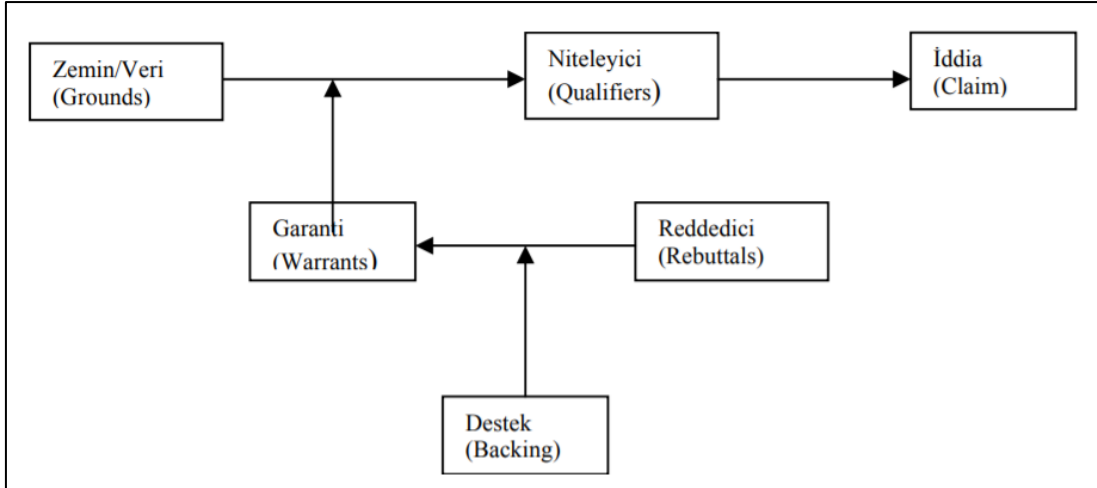 Zemin/Veri
(Grounds)
Niteleyici
(Qualifiers)
İddia
(Claim)
Garanti
(Warrants)
Reddedici
(Rebuttals)
Destek
(Backing)